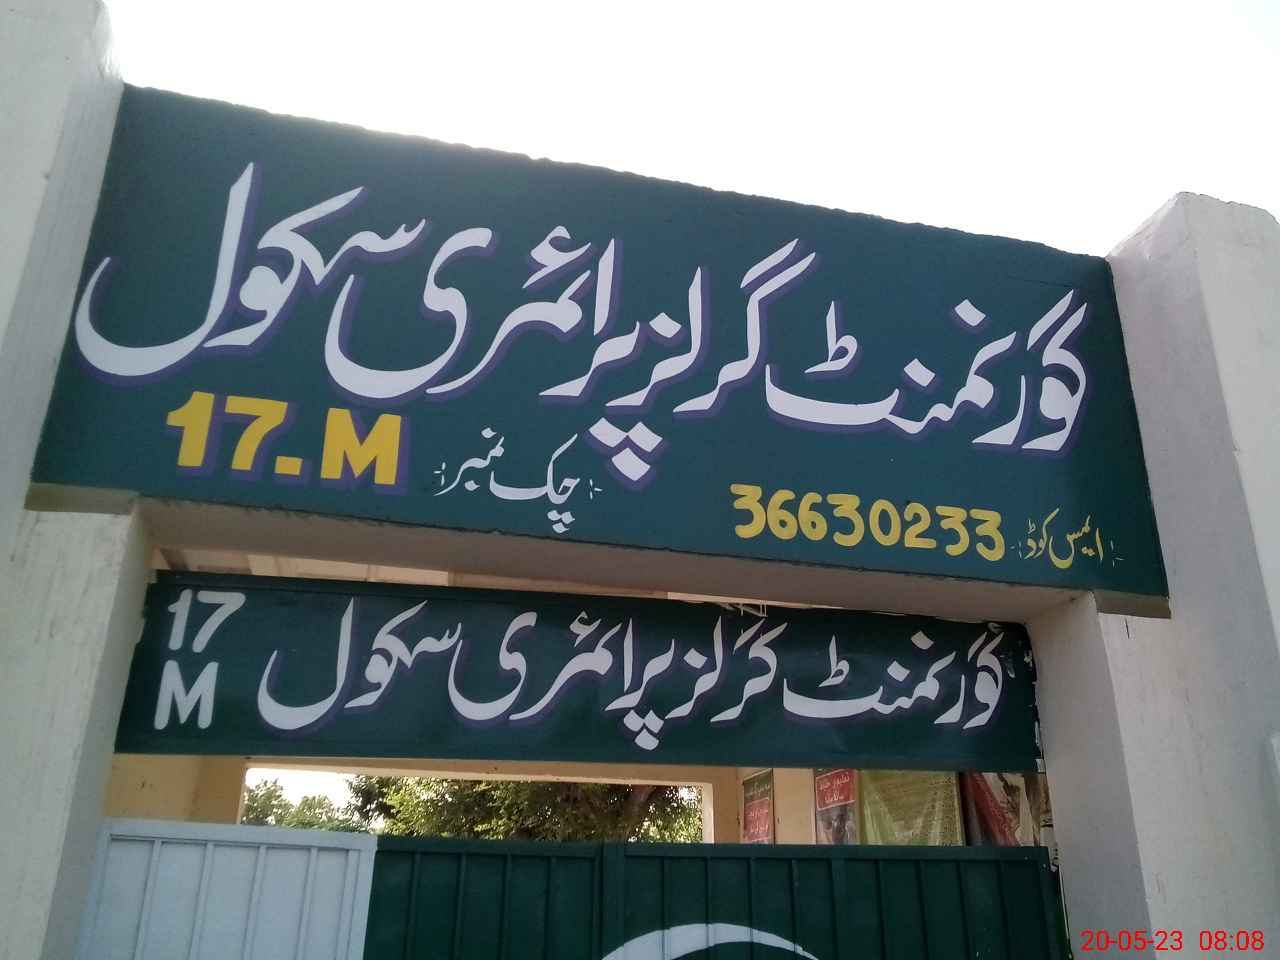 گورنمنٹ گرلز پرائمری سکول
ایمس کوڈ: 36630233 چک نمبر 17.M
گورنمنٹ گرلز پرائمری سکول 17 M
20-05-23 08:08